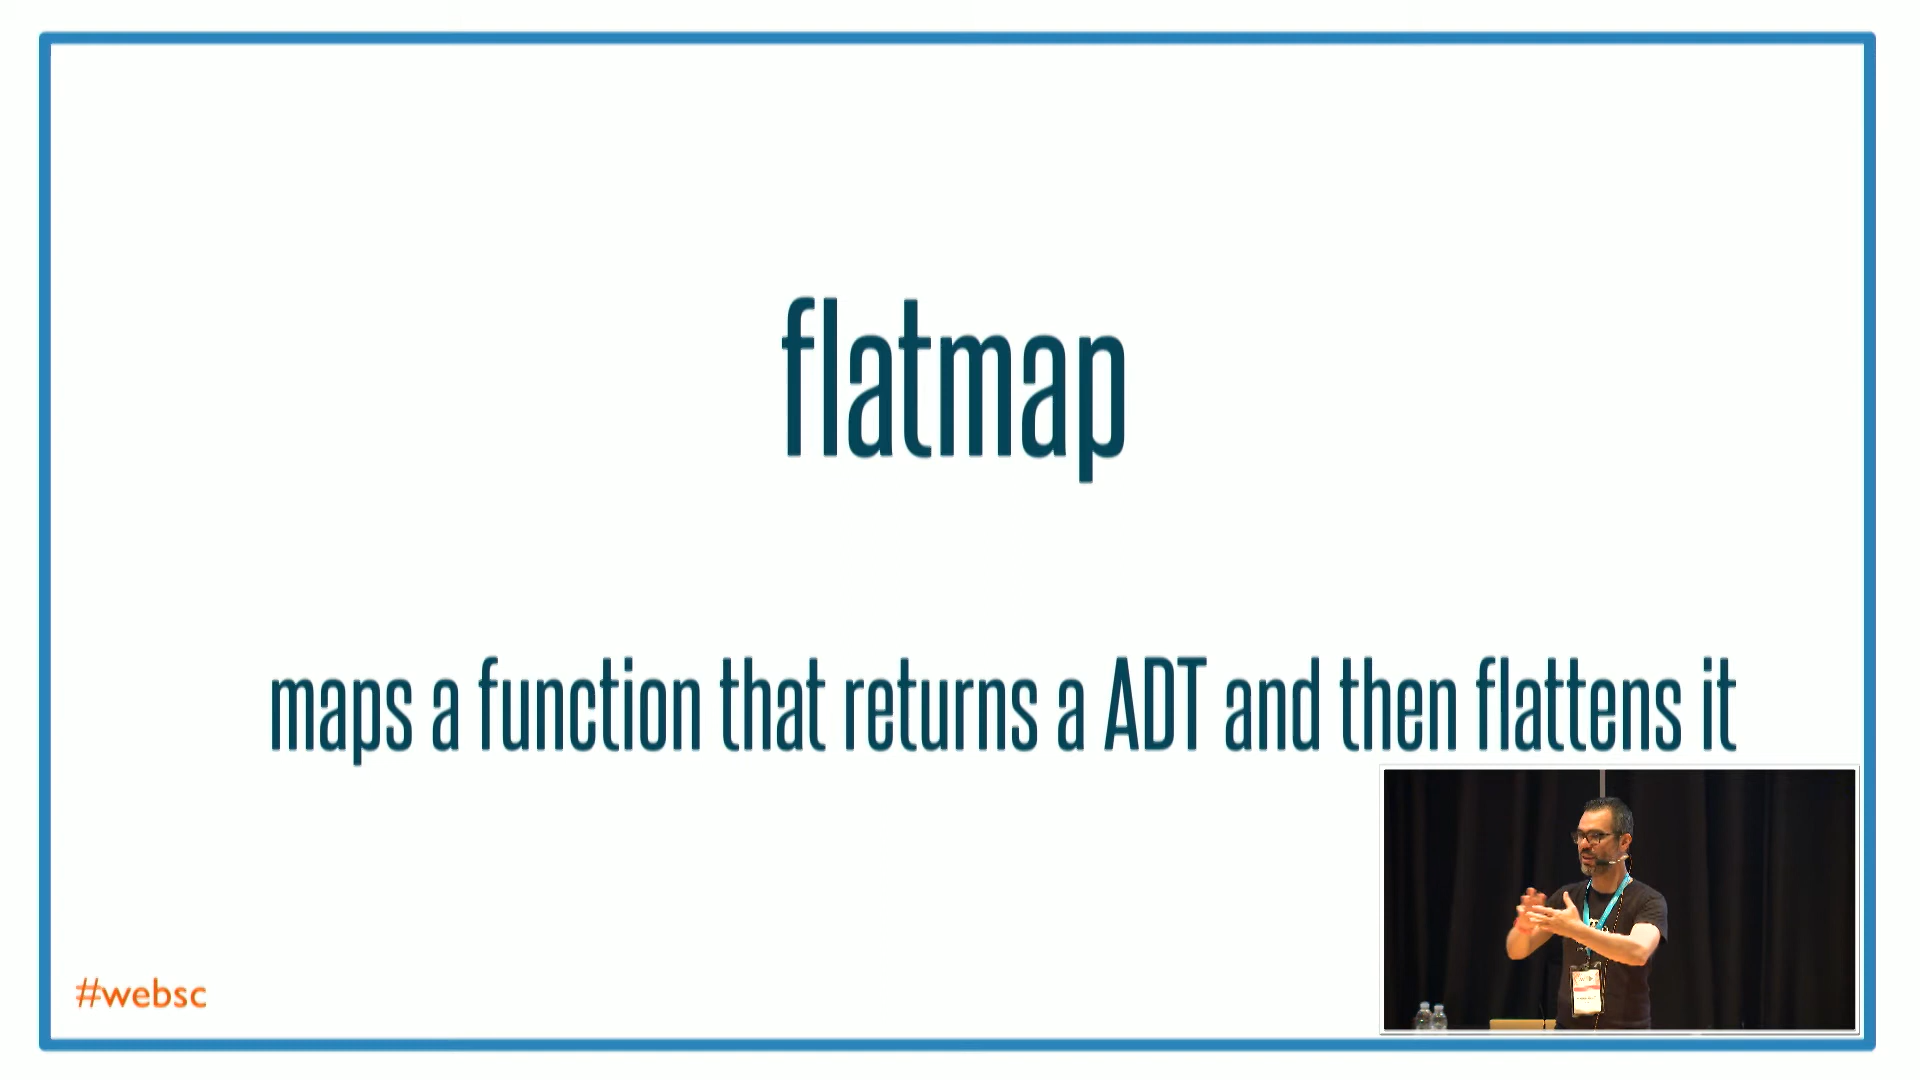 flatmap
maps a function that returns a ADT and then flattens it
#websc